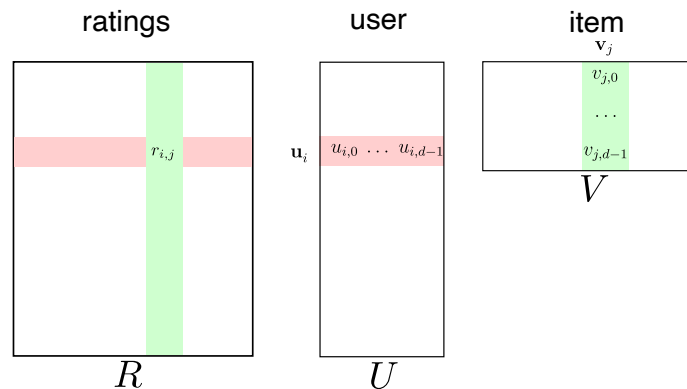 ratings
user
item
𝐯_j
v_{j,0}
...
v_{j,d−1}
r_{i,j}
𝐮_i
u_{i,0} ... u_{i,d−1}
R
U
V